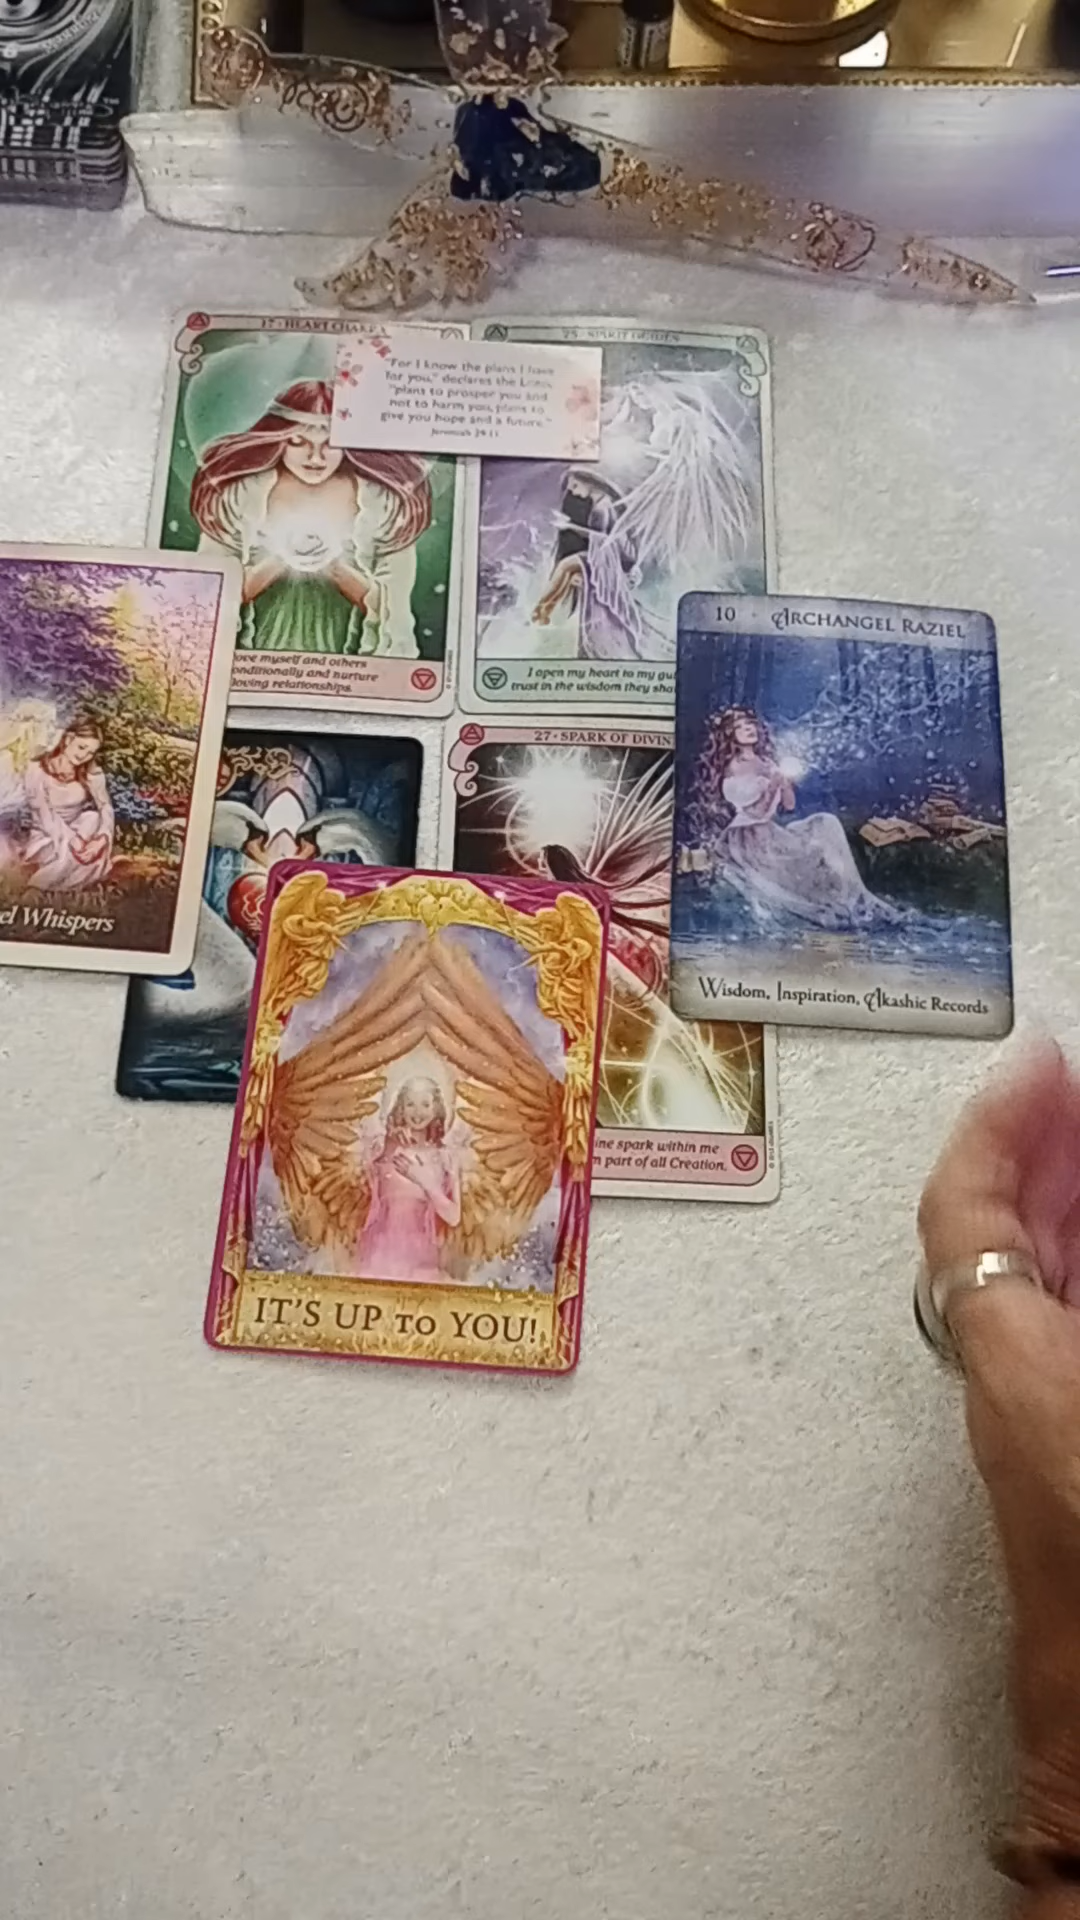 17 · HEART CHAKRA
25 · SPIRIT GUIDES
"For I know the plans I have
for you," declares the LORD,
"plans to prosper you and
not to harm you, plans to
give you hope and a future."
Jeremiah 29:11
ove myself and others
onditionally and nurture
loving relationships.
I open my heart to my gu
trust in the wisdom they sha
10 · ARCHANGEL RAZIEL
Wisdom, Inspiration, Akashic Records
27 · SPARK OF DIVIN
ine spark within me
m part of all Creation.
el Whispers
IT'S UP TO YOU!